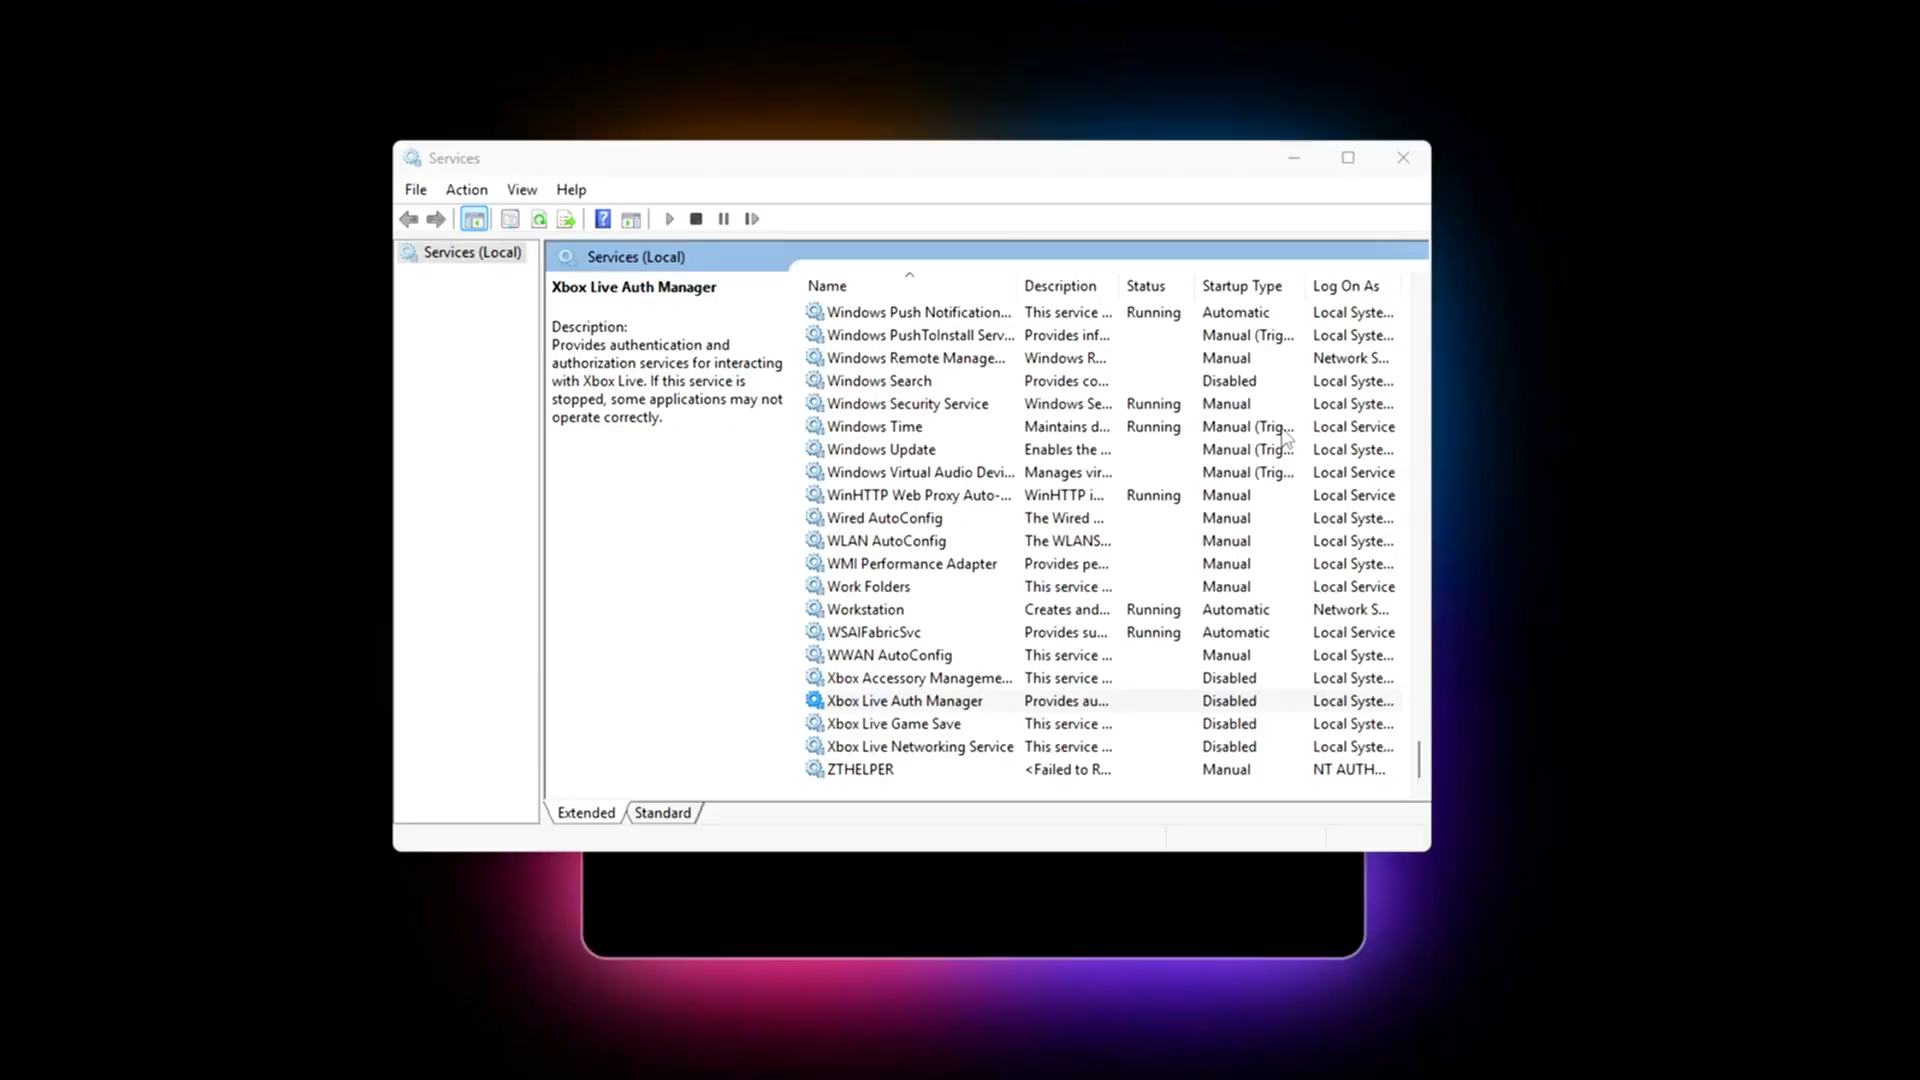 Services
File Action View Help
Services (Local)
Services (Local)
Xbox Live Auth Manager
Description:
Provides authentication and
authorization services for interacting
with Xbox Live. If this service is
stopped, some applications may not
operate correctly.
Name Description Status Startup Type Log On As
Windows Push Notification... This service ... Running Automatic Local Syste...
Windows PushToInstall Serv... Provides inf... Manual (Trig... Local Syste...
Windows Remote Manage... Windows R... Manual Network S...
Windows Search Provides co... Disabled Local Syste...
Windows Security Service Windows Se... Running Manual Local Syste...
Windows Time Maintains d... Running Manual (Trig... Local Service
Windows Update Enables the ... Manual (Trig... Local Syste...
Windows Virtual Audio Devi... Manages vir... Manual (Trig... Local Service
WinHTTP Web Proxy Auto-... WinHTTP i... Running Manual Local Service
Wired AutoConfig The Wired ... Manual Local Syste...
WLAN AutoConfig The WLANS... Manual Local Syste...
WMI Performance Adapter Provides pe... Manual Local Syste...
Work Folders This service ... Manual Local Service
Workstation Creates and... Running Automatic Network S...
WSAIFabricSvc Provides su... Running Automatic Local Service
WWAN AutoConfig This service ... Manual Local Syste...
Xbox Accessory Manageme... This service ... Disabled Local Syste...
Xbox Live Auth Manager Provides au... Disabled Local Syste...
Xbox Live Game Save This service ... Disabled Local Syste...
Xbox Live Networking Service This service ... Disabled Local Syste...
ZTHELPER <Failed to R... Manual NT AUTH...
Extended Standard